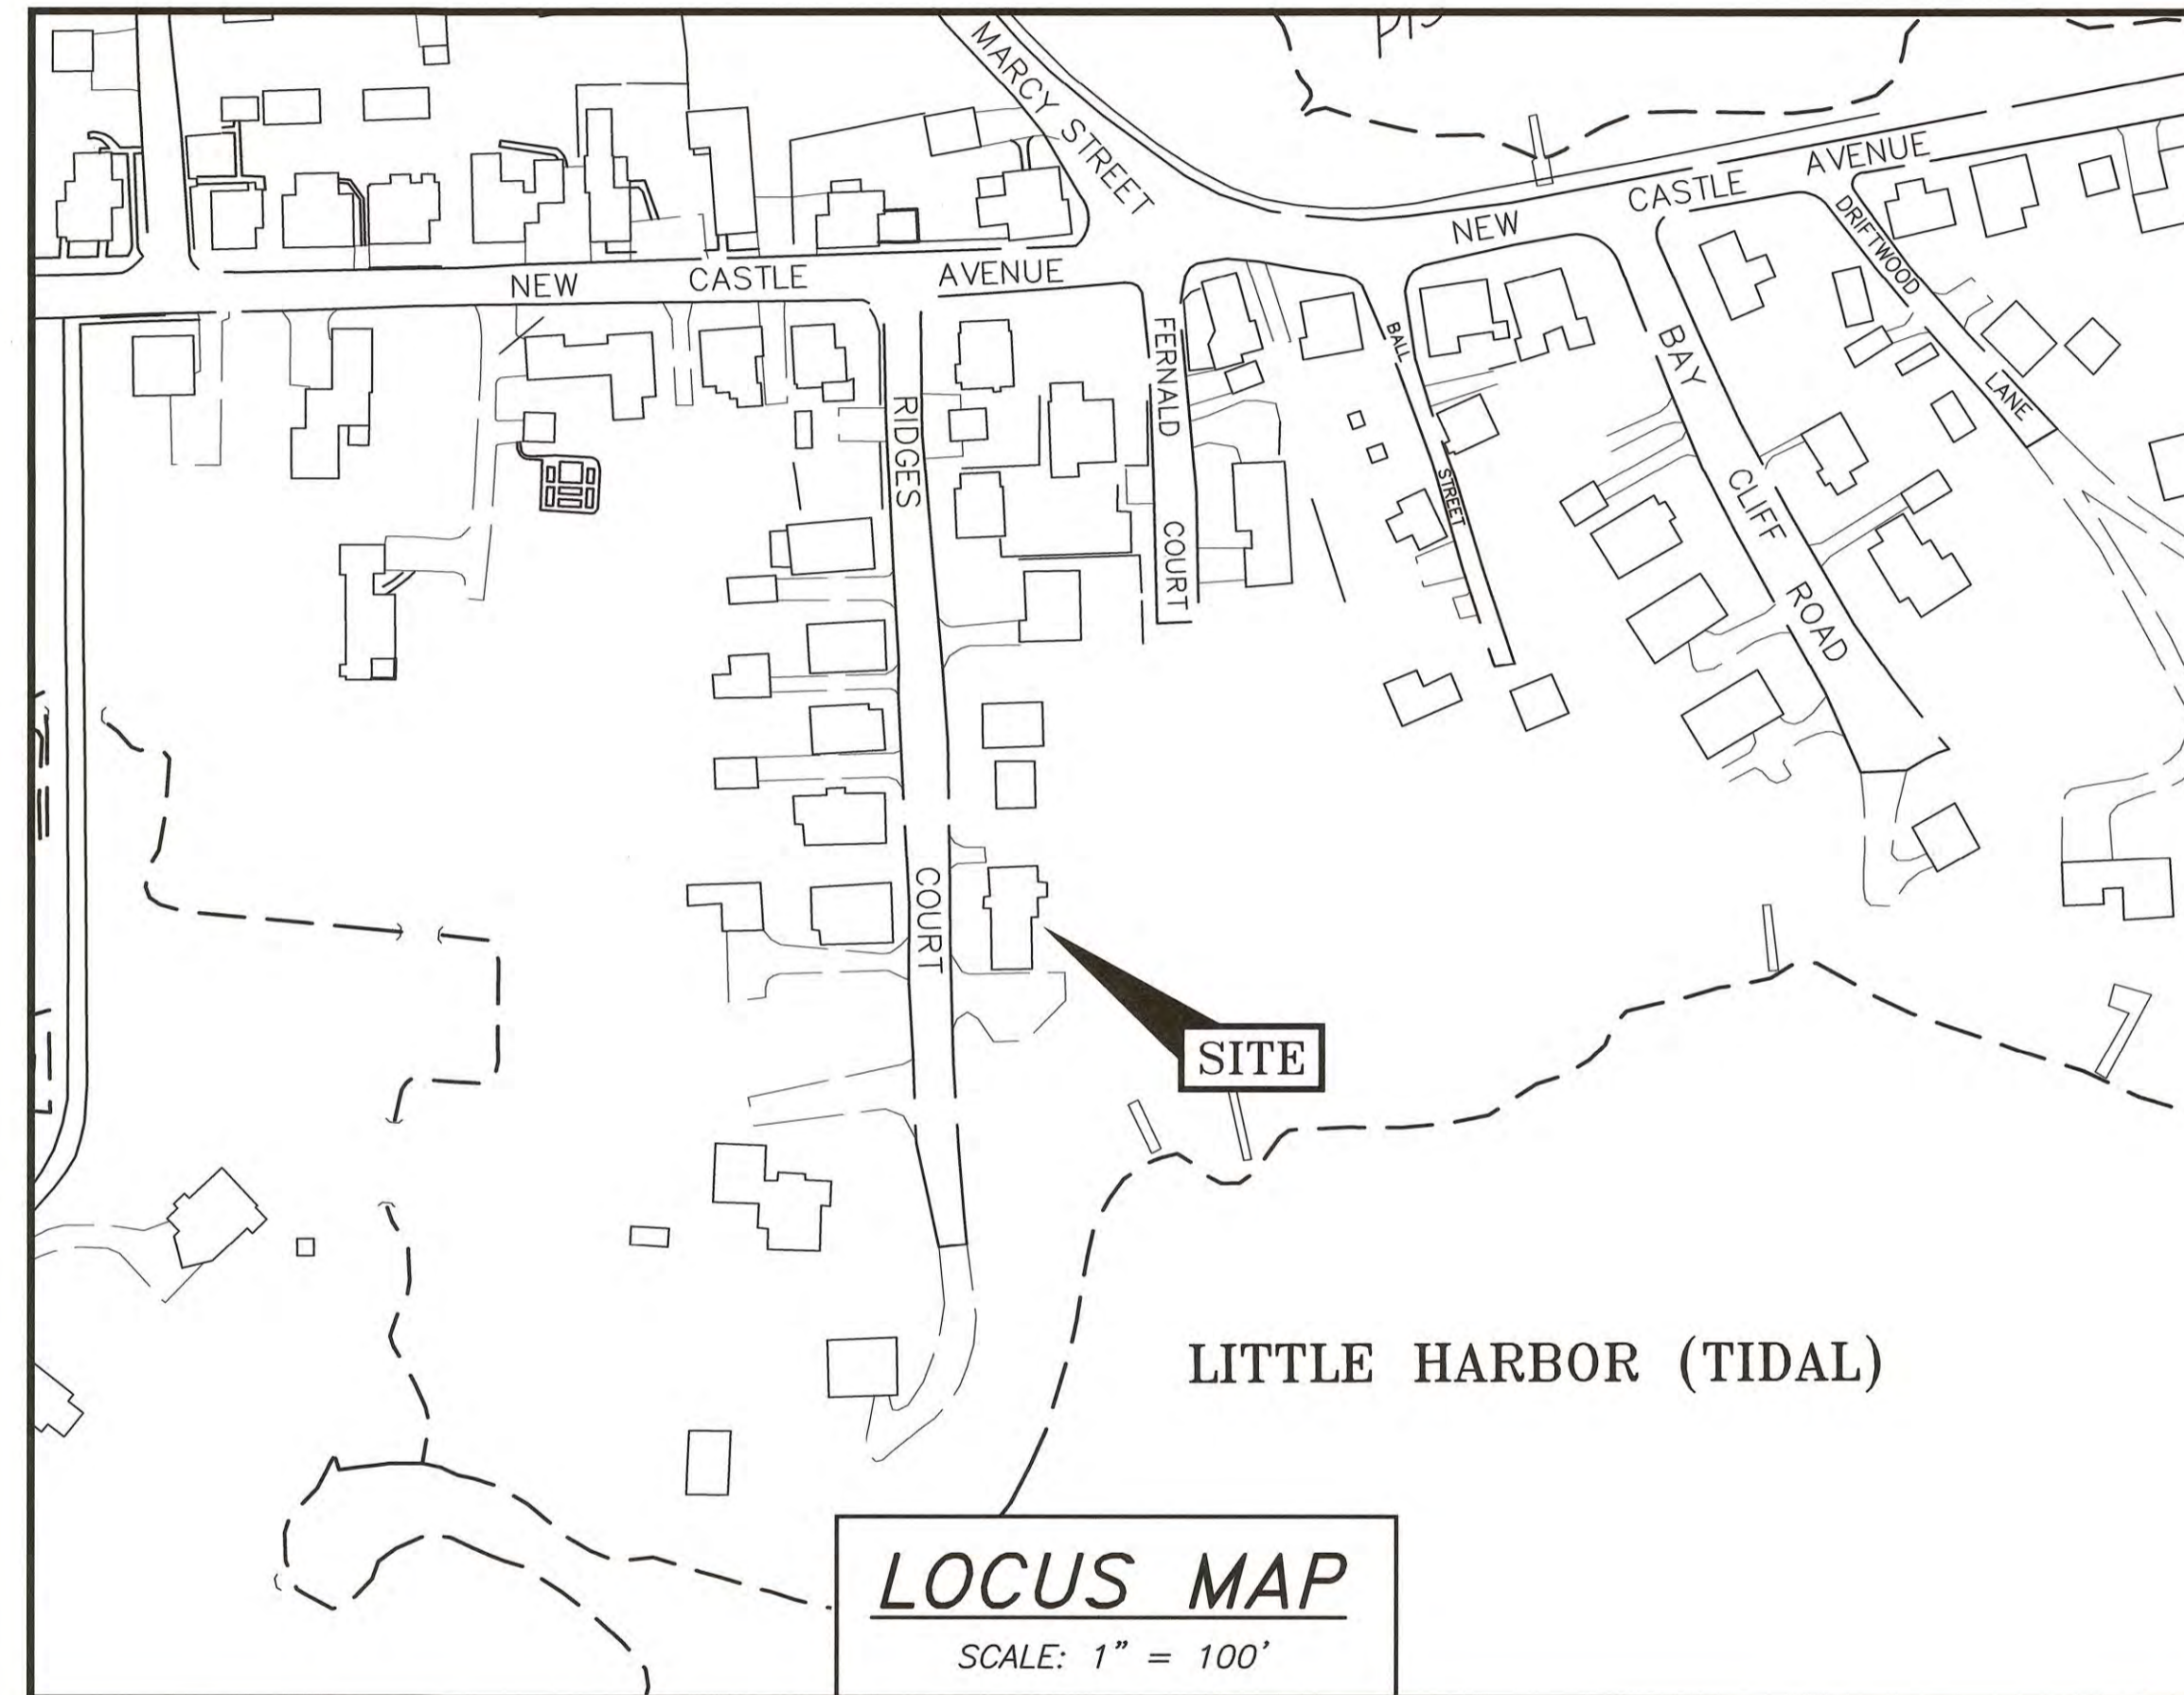 MARCY STREET
NEW CASTLE AVENUE
NEW CASTLE AVENUE
DRIFTWOOD LANE
FERNALD COURT
BALL STREET
BAY CLIFF ROAD
RIDGES COURT
SITE
LITTLE HARBOR (TIDAL)
LOCUS MAP
SCALE: 1" = 100'